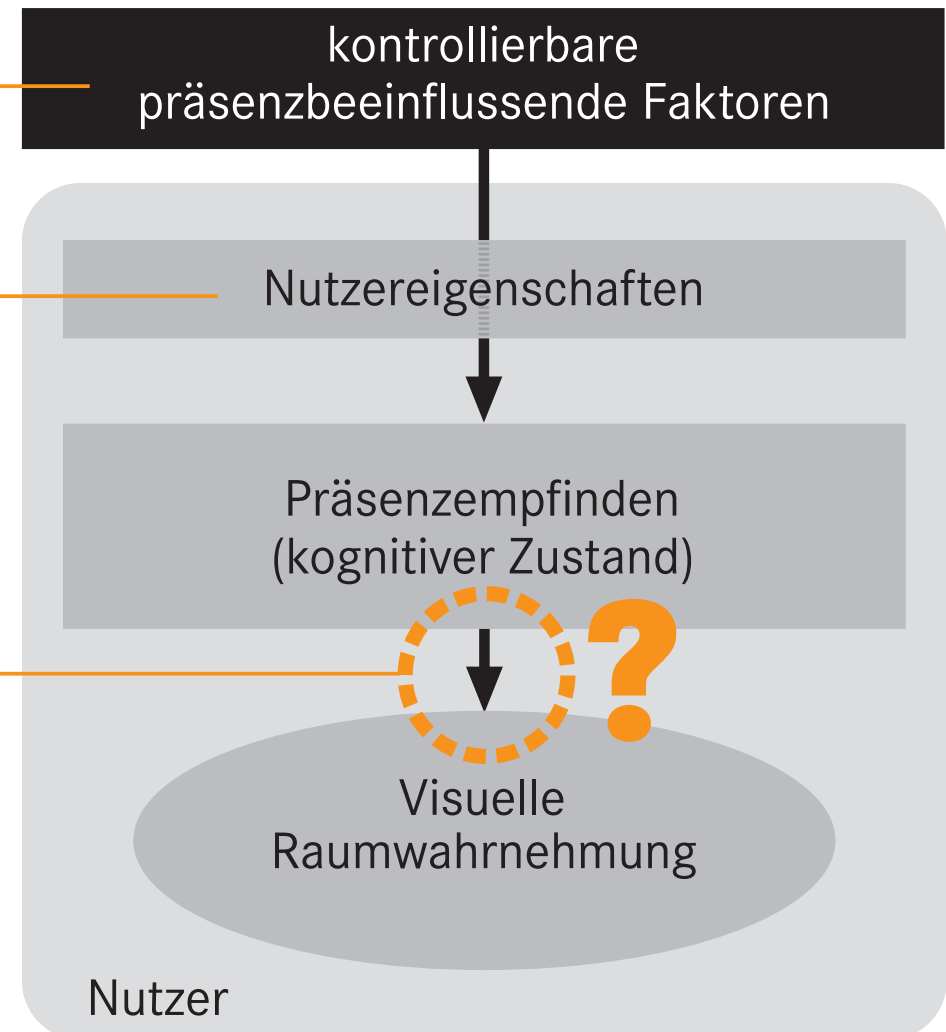 kontrollierbare
präsenzbeeinflussende Faktoren
Nutzereigenschaften
Präsenzempfinden
(kognitiver Zustand)
?
Visuelle
Raumwahrnehmung
Nutzer